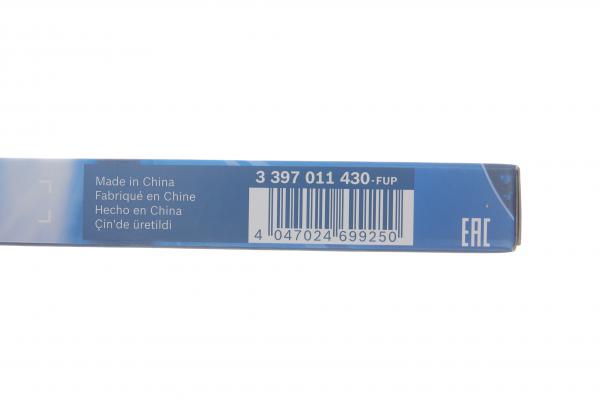 Made in China
Fabriqué en Chine
Hecho en China
Çin'de üretildi
3 397 011 430-FUP
4 047024 699250
EAC